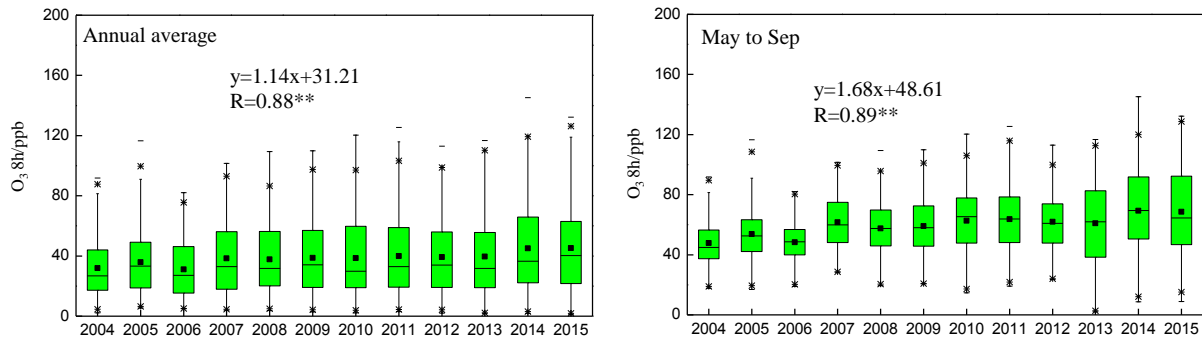 200
160
120
80
40
0
O3 8h/ppb
Annual average
y=1.14x+31.21
R=0.88**
2004 2005 2006 2007 2008 2009 2010 2011 2012 2013 2014 2015
200
160
120
80
40
0
O3 8h/ppb
May to Sep
y=1.68x+48.61
R=0.89**
2004 2005 2006 2007 2008 2009 2010 2011 2012 2013 2014 2015